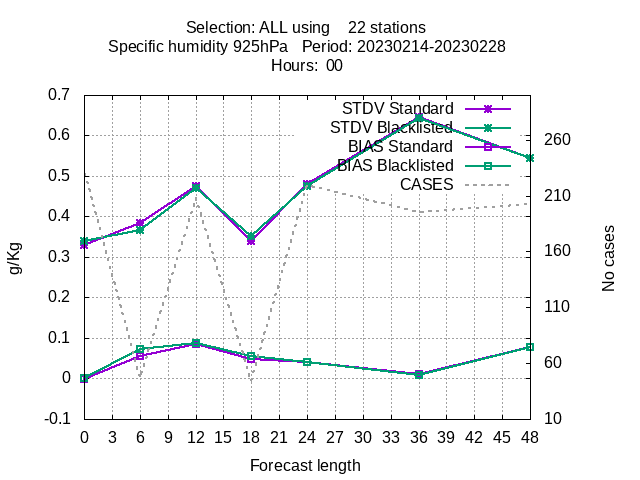 Selection: ALL using 22 stations
Specific humidity 925hPa Period: 20230214-20230228
Hours: 00
0.7
0.6
0.5
0.4
0.3
0.2
0.1
0
-0.1
g/Kg
STDV Standard
STDV Blacklisted
BIAS Standard
BIAS Blacklisted
CASES
260
210
160
110
60
10
No cases
0 3 6 9 12 15 18 21 24 27 30 33 36 39 42 45 48
Forecast length